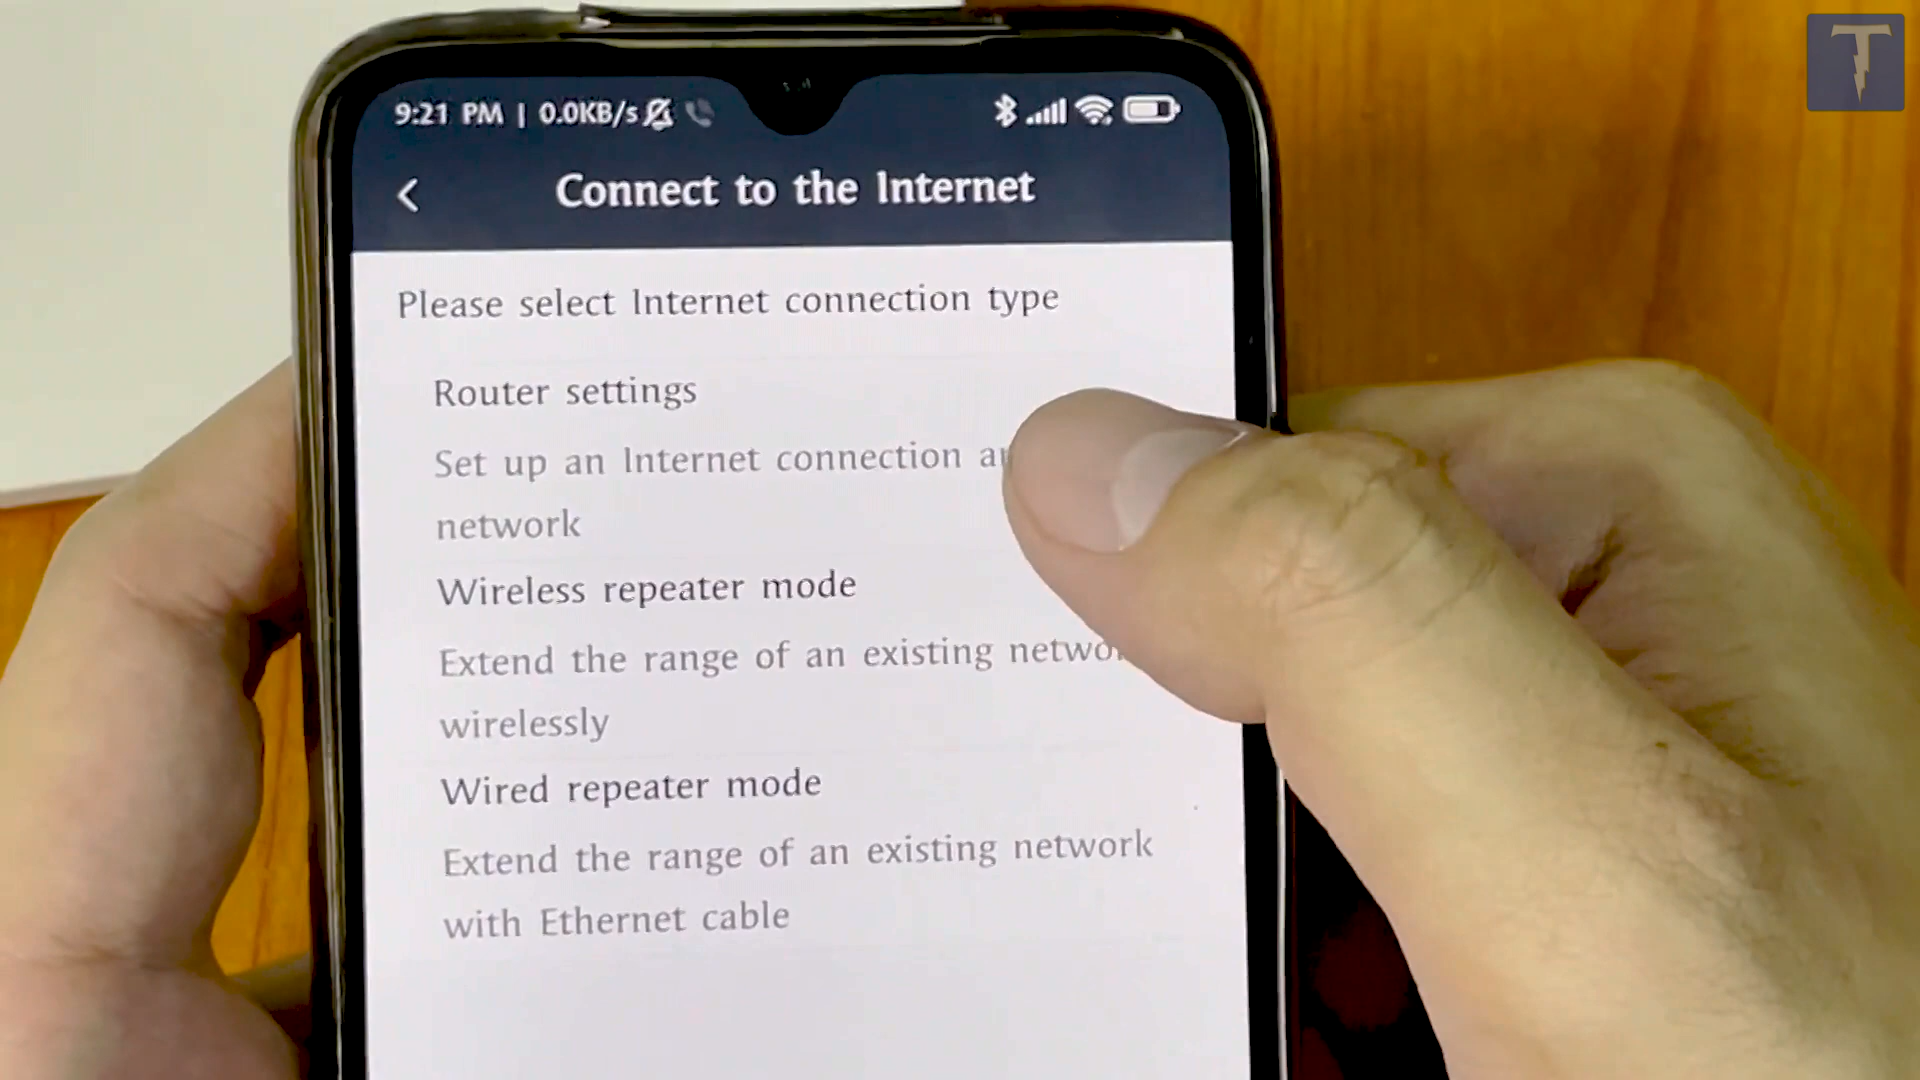 9:21 PM | 0.0KB/s
Connect to the Internet
Please select Internet connection type
Router settings
Set up an Internet connection
network
Wireless repeater mode
Extend the range of an existing
wirelessly
Wired repeater mode
Extend the range of an existing network
with Ethernet cable
T